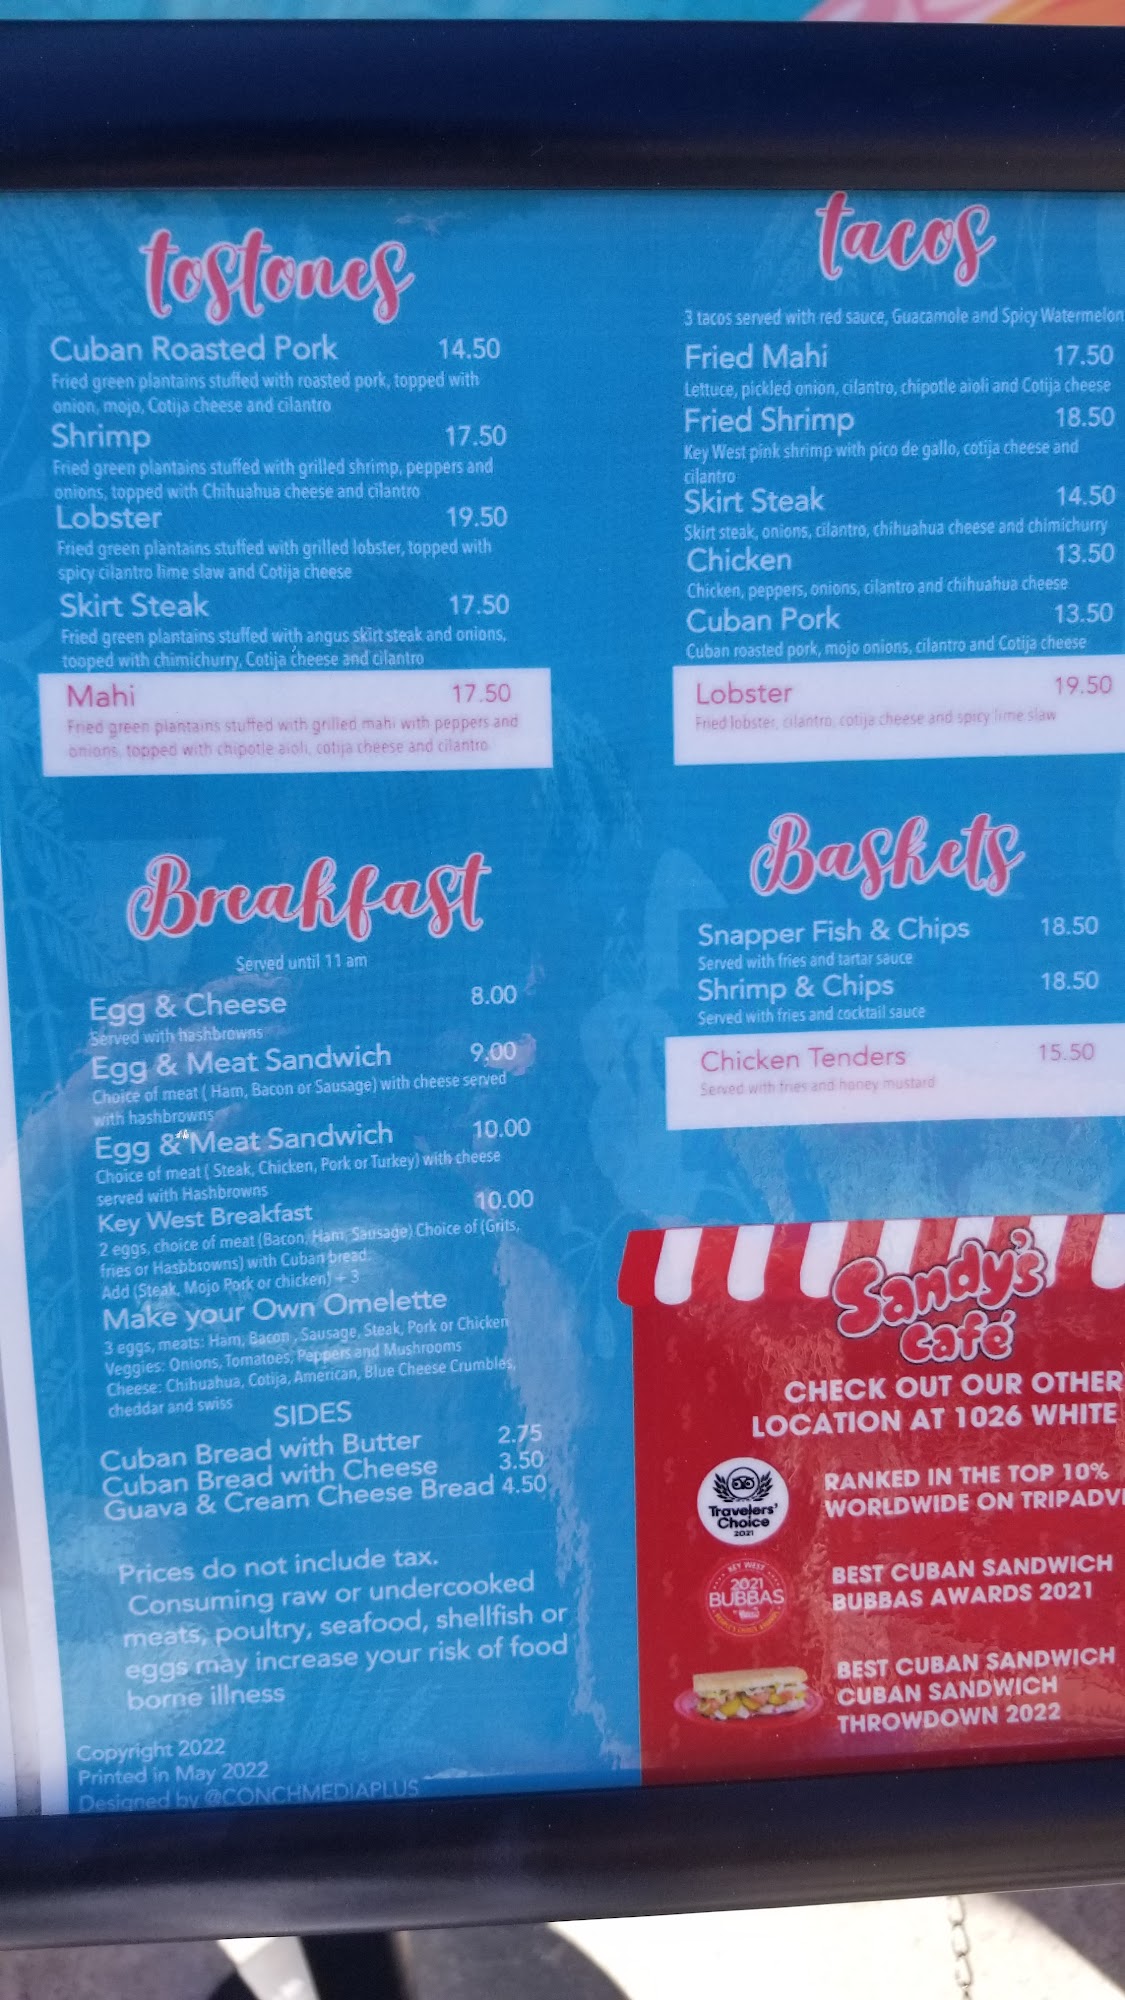 tostones
Cuban Roasted Pork 14.50
Fried green plantains stuffed with roasted pork, topped with
onion, mojo, Cotija cheese and cilantro
Shrimp 17.50
Fried green plantains stuffed with grilled shrimp, peppers and
onions, topped with Chihuahua cheese and cilantro
Lobster 19.50
Fried green plantains stuffed with grilled lobster, topped with
spicy cilantro lime slaw and Cotija cheese
Skirt Steak 17.50
Fried green plantains stuffed with angus skirt steak and onions,
tooped with chimichurry, Cotija cheese and cilantro
Mahi 17.50
Fried green plantains stuffed with grilled mahi with peppers and
onions, topped with chipotle aioli, cotija cheese and cilantro
Breakfast
Served until 11 am
Egg & Cheese 8.00
Served with hashbrowns
Egg & Meat Sandwich 9.00
Choice of meat ( Ham, Bacon or Sausage) with cheese served
with hashbrowns
Egg & Meat Sandwich 10.00
Choice of meat ( Steak, Chicken, Pork or Turkey) with cheese
served with Hashbrowns
Key West Breakfast 10.00
2 eggs, choice of meat (Bacon, Ham, Sausage) Choice of (Grits,
fries or Hashbrowns) with Cuban bread.
Add (Steak, Mojo Pork or chicken) + 3
Make your Own Omelette
3 eggs, meats: Ham, Bacon , Sausage, Steak, Pork or Chicken
Veggies: Onions, Tomatoes, Peppers and Mushrooms
Cheese: Chihuahua, Cotija, American, Blue Cheese Crumbles,
cheddar and swiss
SIDES
Cuban Bread with Butter 2.75
Cuban Bread with Cheese 3.50
Guava & Cream Cheese Bread 4.50
Prices do not include tax.
Consuming raw or undercooked
meats, poultry, seafood, shellfish or
eggs may increase your risk of food
borne illness
Copyright 2022
Printed in May 2022
Designed by @CONCHMEDIAPLUS
tacos
3 tacos served with red sauce, Guacamole and Spicy Watermelon
Fried Mahi 17.50
Lettuce, pickled onion, cilantro, chipotle aioli and Cotija cheese
Fried Shrimp 18.50
Key West pink shrimp with pico de gallo, cotija cheese and
cilantro
Skirt Steak 14.50
Skirt steak, onions, cilantro, chihuahua cheese and chimichurry
Chicken 13.50
Chicken, peppers, onions, cilantro and chihuahua cheese
Cuban Pork 13.50
Cuban roasted pork, mojo onions, cilantro and Cotija cheese
Lobster 19.50
Fried lobster, cilantro, cotija cheese and spicy lime slaw
Baskets
Snapper Fish & Chips 18.50
Served with fries and tartar sauce
Shrimp & Chips 18.50
Served with fries and cocktail sauce
Chicken Tenders 15.50
Served with fries and honey mustard
Sandy's
Café
CHECK OUT OUR OTHER
LOCATION AT 1026 WHITE
Travelers'
Choice
2021
RANKED IN THE TOP 10%
WORLDWIDE ON TRIPADVI
KEY WEST
2021
BUBBAS
BEST CUBAN SANDWICH
BUBBAS AWARDS 2021
BEST CUBAN SANDWICH
CUBAN SANDWICH
THROWDOWN 2022